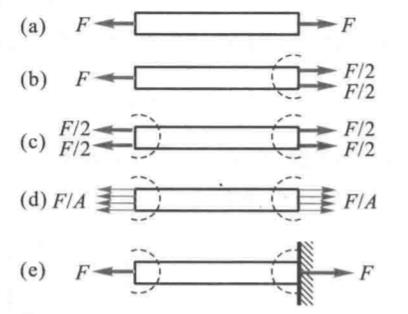 (a) F F
(b) F F/2
F/2
(c) F/2 F/2
F/2 F/2
(d) F/A F/A
(e) F F